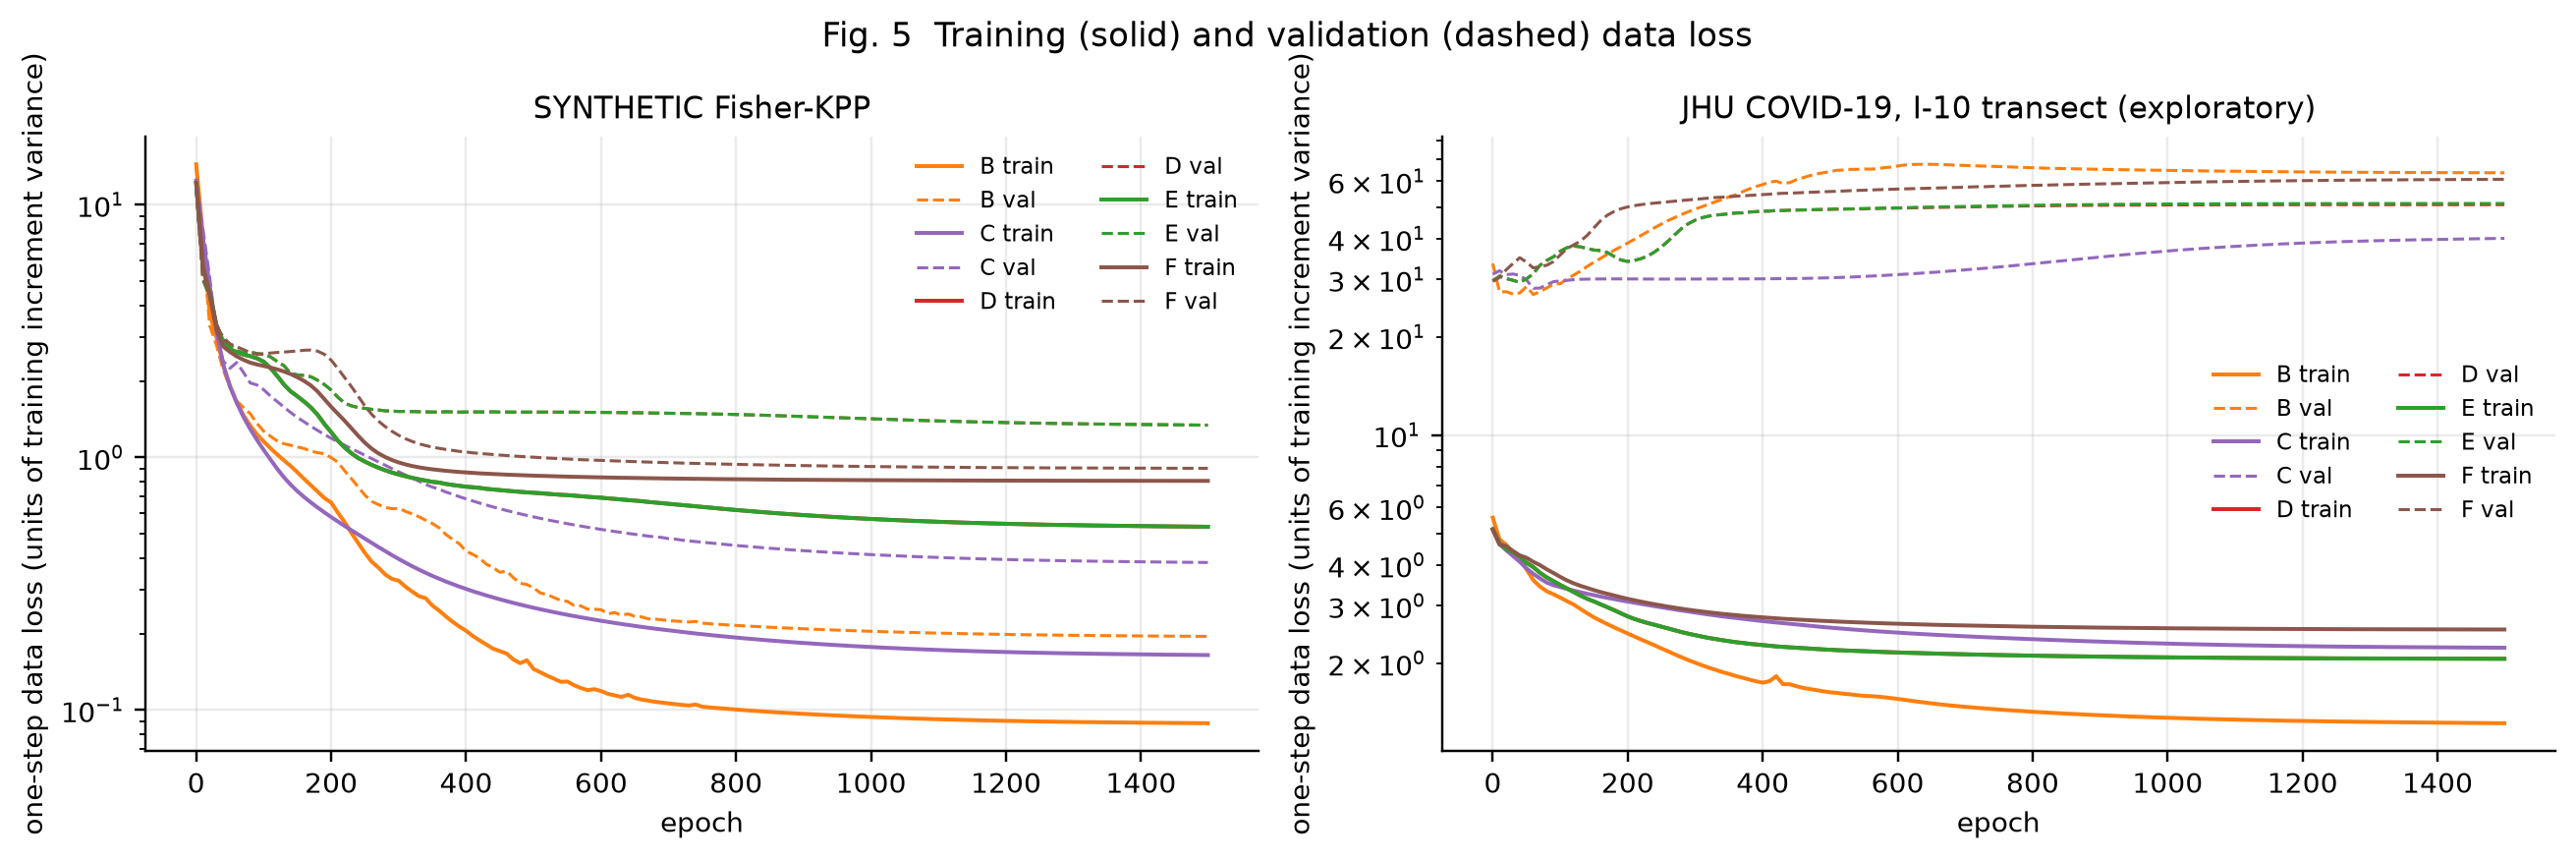 Fig. 5  Training (solid) and validation (dashed) data loss
SYNTHETIC Fisher-KPP
one-step data loss (units of training increment variance)
10¹
10⁰
10⁻¹
B train
B val
C train
C val
D train
D val
E train
E val
F train
F val
0 200 400 600 800 1000 1200 1400
epoch
JHU COVID-19, I-10 transect (exploratory)
one-step data loss (units of training increment variance)
6 × 10¹
4 × 10¹
3 × 10¹
2 × 10¹
10¹
6 × 10⁰
4 × 10⁰
3 × 10⁰
2 × 10⁰
B train
B val
C train
C val
D train
D val
E train
E val
F train
F val
0 200 400 600 800 1000 1200 1400
epoch